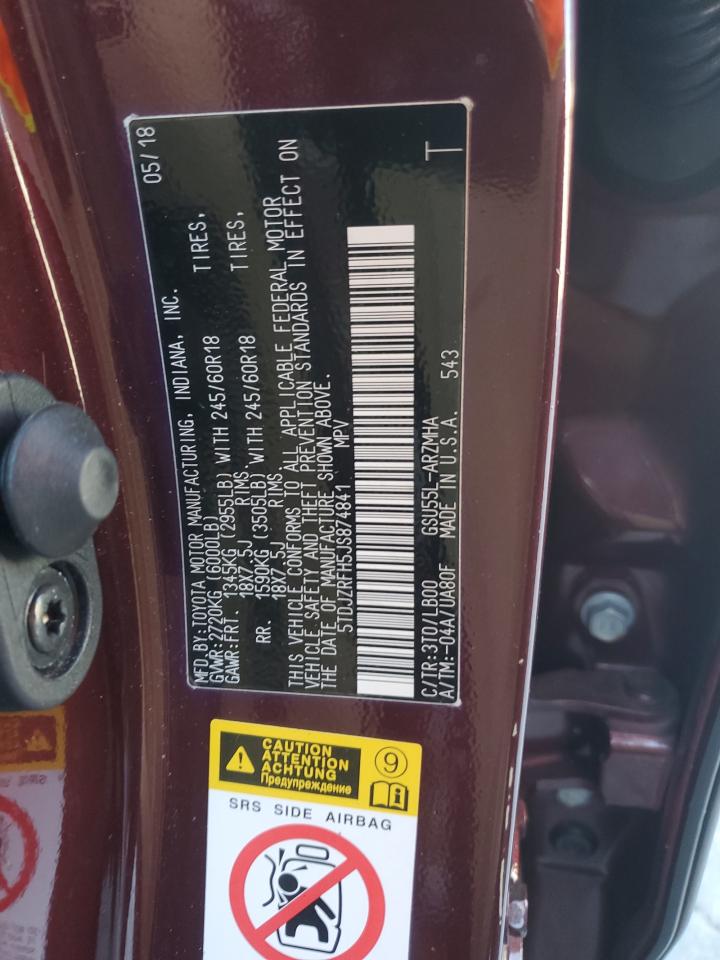 05/18
MFD.BY:TOYOTA MOTOR MANUFACTURING, INDIANA, INC.
GVWR:2720KG (6000LB)
GAWR:FRT. 1345KG (2955LB) WITH 245/60R18 TIRES,
18X7.5J RIMS.
RR. 1590KG (3505LB) WITH 245/60R18 TIRES,
18X7.5J RIMS.
THIS VEHICLE CONFORMS TO ALL APPLICABLE FEDERAL MOTOR
VEHICLE SAFETY AND THEFT PREVENTION STANDARDS IN EFFECT ON
THE DATE OF MANUFACTURE SHOWN ABOVE.
5TDJZRFH5JS874841 MPV
C/TR:3T0/LB00 GSU55L-ARZMHA T
A/TM:-04A/UA80F MADE IN U.S.A. 543
CAUTION
ATTENTION
ACHTUNG
Предупреждение
9
SRS SIDE AIRBAG